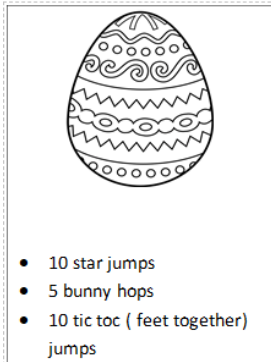 • 10 star jumps
• 5 bunny hops
• 10 tic toc ( feet together)
jumps